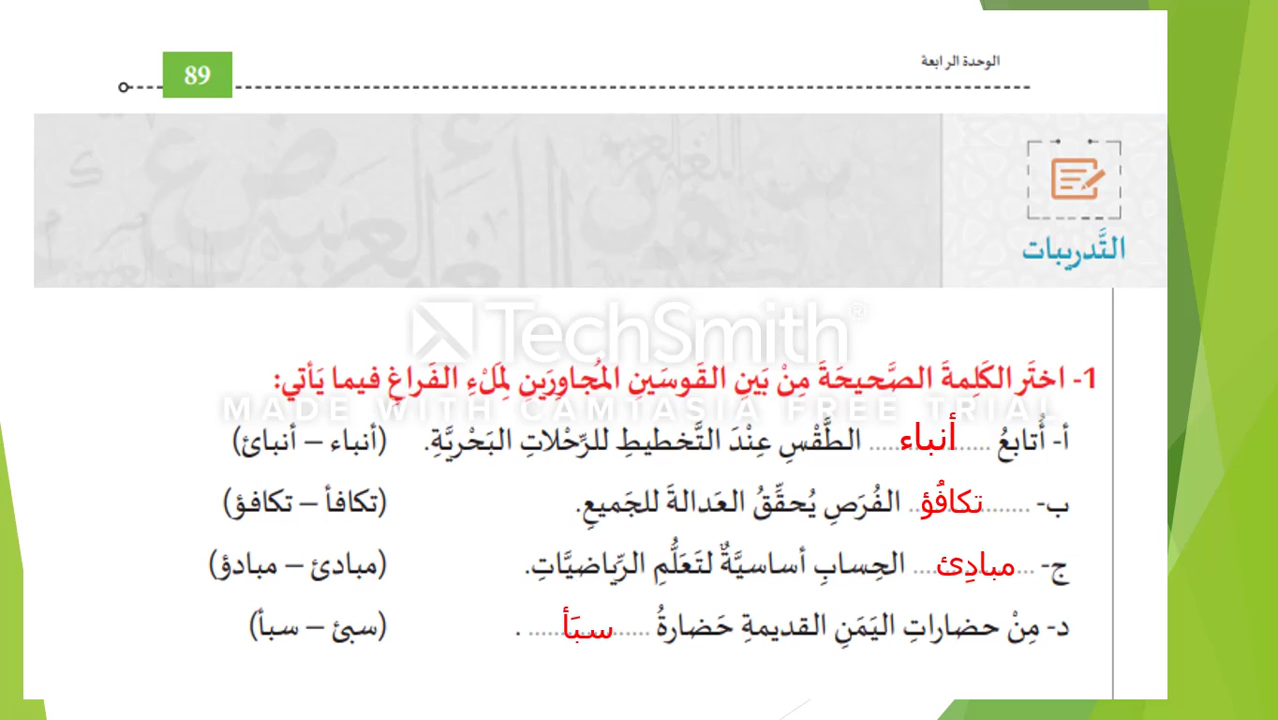 الوحدة الرابعة
89
التَّدريبات
TechSmith®
1- اختَر الكَلِمةَ الصَّحيحَةَ مِنْ بَينِ القَوسَينِ المُجاوِرَينِ لِمَلْءِ الفَراغِ فيما يَأتي:
MADE WITH CAMTASIA FREE TRIAL
أ- أُتابعُ ......أنباء...... الطَّقْسِ عِنْدَ التَّخطيطِ للرِّحْلاتِ البَحْريَّةِ. (أنباء – أنبائ)
ب- ......تكافُؤ.. الفُرَصِ يُحقِّقُ العَدالةَ للجَميعِ. (تكافأ – تكافؤ)
ج- ...مبادِئ.... الحِسابِ أساسيَّةٌ لتَعَلُّمِ الرِّياضيَّاتِ. (مبادئ – مبادؤ)
د- مِنْ حضاراتِ اليَمَنِ القديمةِ حَضارةُ ......سبَأ...... . (سبئ – سبأ)